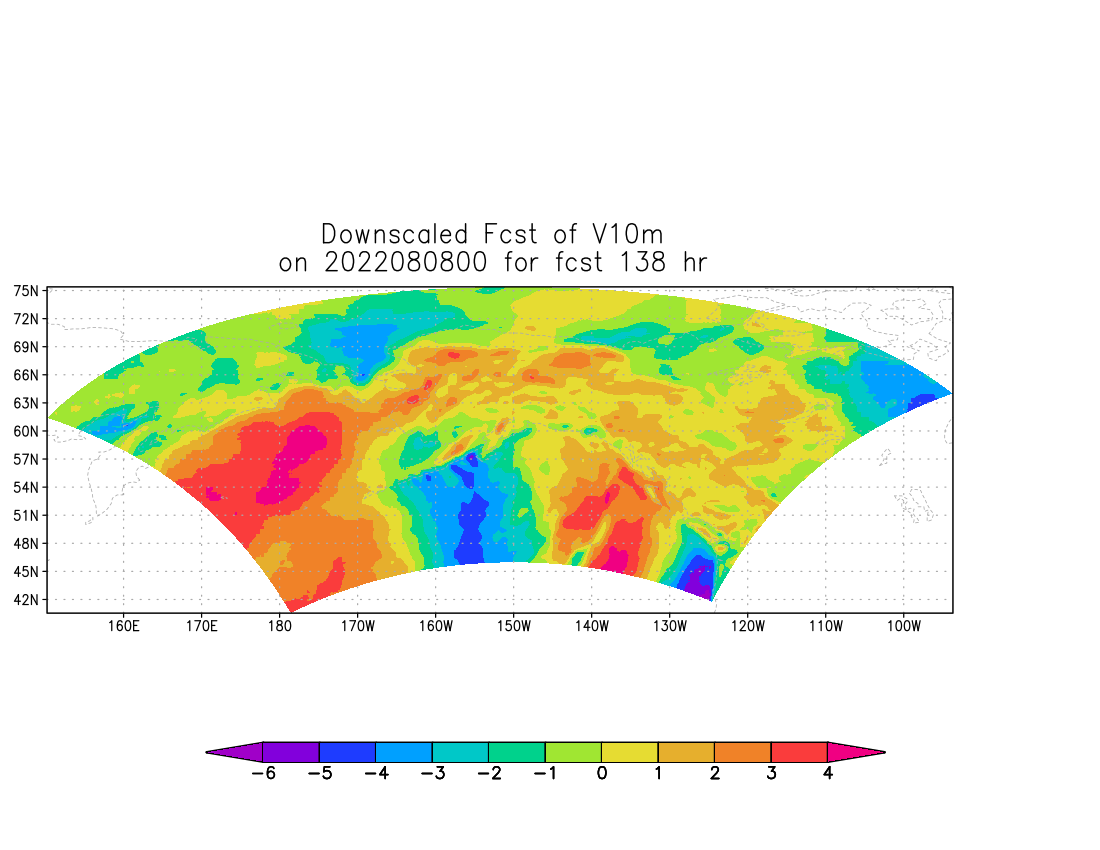 Downscaled Fcst of V10m
on 2022080800 for fcst 138 hr
75N
72N
69N
66N
63N
60N
57N
54N
51N
48N
45N
42N
160E 170E 180 170W 160W 150W 140W 130W 120W 110W 100W
-6 -5 -4 -3 -2 -1 0 1 2 3 4